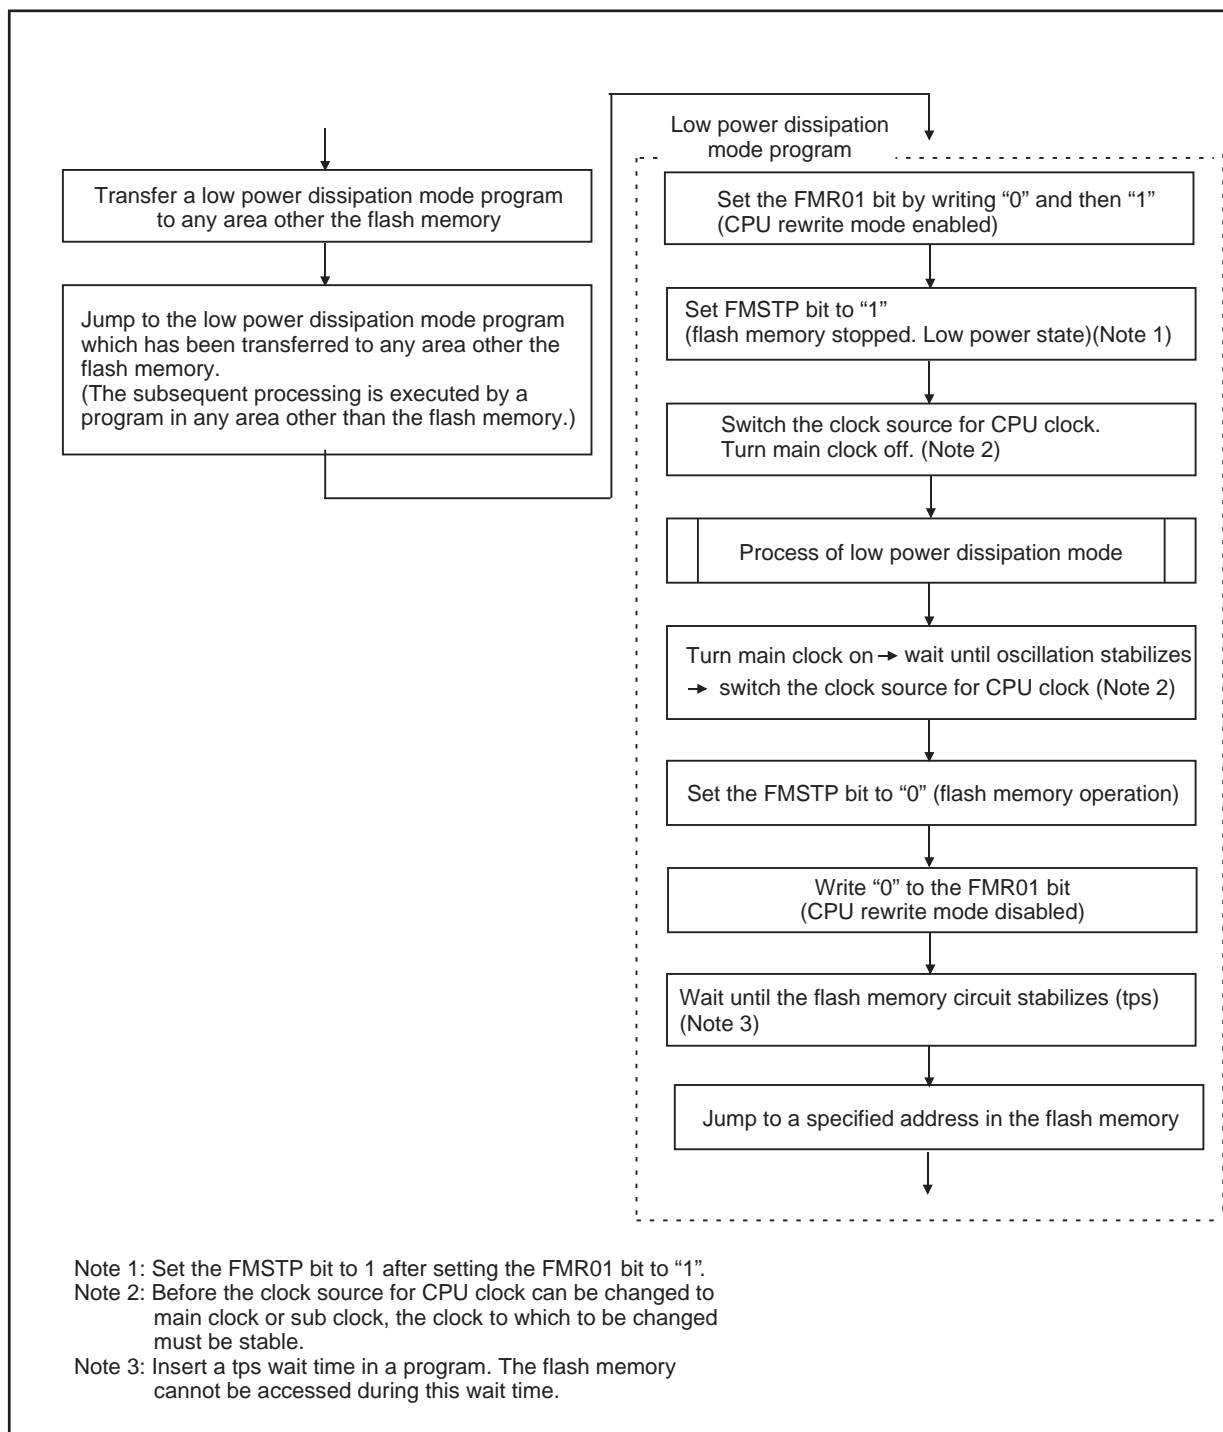 Transfer a low power dissipation mode program
to any area other the flash memory
Jump to the low power dissipation mode program
which has been transferred to any area other the
flash memory.
(The subsequent processing is executed by a
program in any area other than the flash memory.)
Low power dissipation
mode program
Set the FMR01 bit by writing “0” and then “1”
(CPU rewrite mode enabled)
Set FMSTP bit to “1”
(flash memory stopped. Low power state)(Note 1)
Switch the clock source for CPU clock.
Turn main clock off. (Note 2)
Process of low power dissipation mode
Turn main clock on → wait until oscillation stabilizes
→ switch the clock source for CPU clock (Note 2)
Set the FMSTP bit to “0” (flash memory operation)
Write “0” to the FMR01 bit
(CPU rewrite mode disabled)
Wait until the flash memory circuit stabilizes (tps)
(Note 3)
Jump to a specified address in the flash memory
Note 1: Set the FMSTP bit to 1 after setting the FMR01 bit to “1”.
Note 2: Before the clock source for CPU clock can be changed to
main clock or sub clock, the clock to which to be changed
must be stable.
Note 3: Insert a tps wait time in a program. The flash memory
cannot be accessed during this wait time.